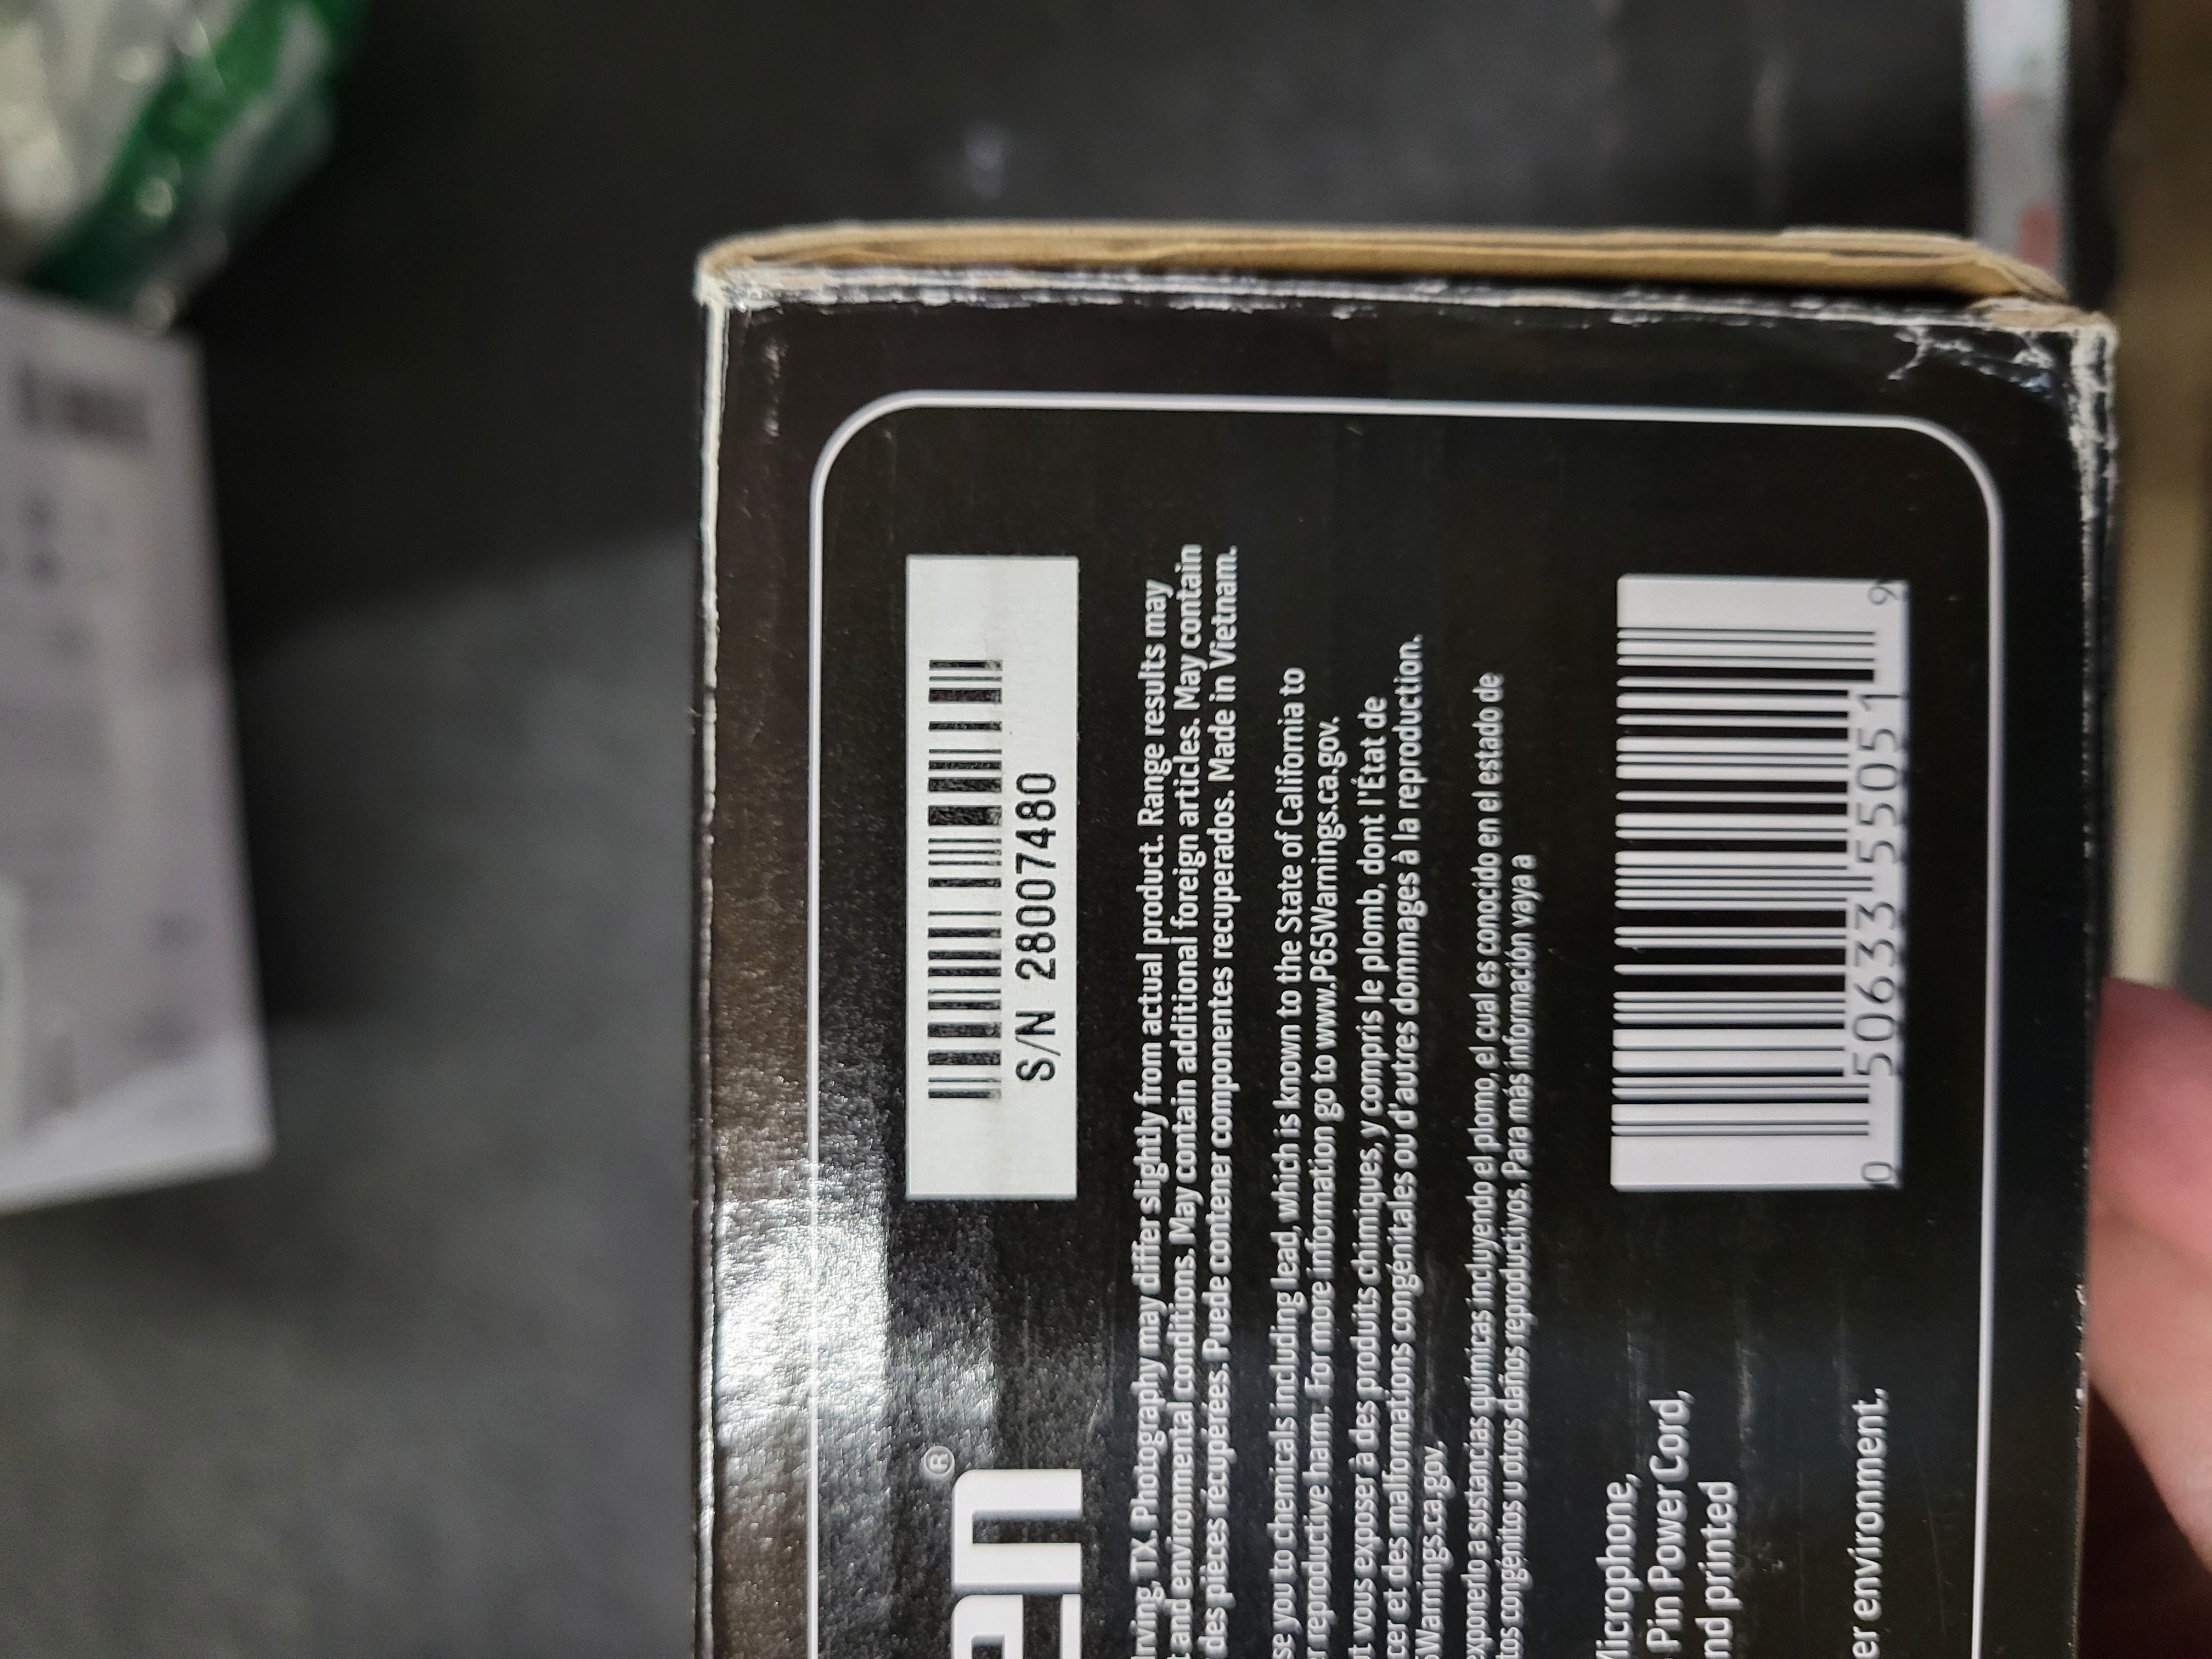 S/N 28007480
en®
Irving, TX. Photography may differ slightly from actual product. Range results may
and environmental conditions. May contain additional foreign articles. May contain
des pièces récupérées. Puede contener componentes recuperados. Made in Vietnam.
se you to chemicals including lead, which is known to the State of California to
r reproductive harm. For more information go to www.P65Warnings.ca.gov.
t vous exposer à des produits chimiques, y compris le plomb, dont l'État de
cer et des malformations congénitales ou d'autres dommages à la reproduction.
Warnings.ca.gov.
exponerlo a sustancias químicas incluyendo el plomo, el cual es conocido en el estado de
tos congénitos u otros daños reproductivos. Para más información vaya a
Microphone,
Pin Power Cord,
nd printed
er environment.
0 50633 55051 9